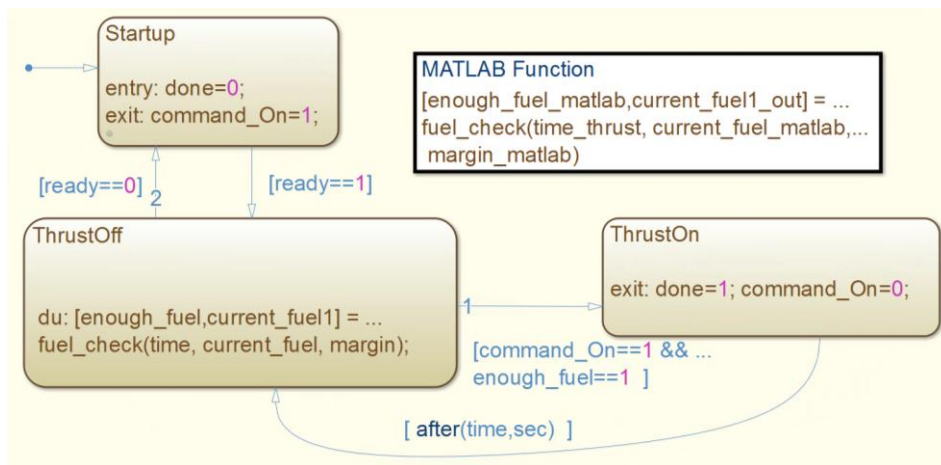 Startup
entry: done=0;
exit: command_On=1;
MATLAB Function
[enough_fuel_matlab,current_fuel1_out] = ...
fuel_check(time_thrust, current_fuel_matlab,...
margin_matlab)
[ready==0]
2
[ready==1]
ThrustOff
du: [enough_fuel,current_fuel1] = ...
fuel_check(time, current_fuel, margin);
1
[command_On==1 && ...
enough_fuel==1 ]
ThrustOn
exit: done=1; command_On=0;
[ after(time,sec) ]